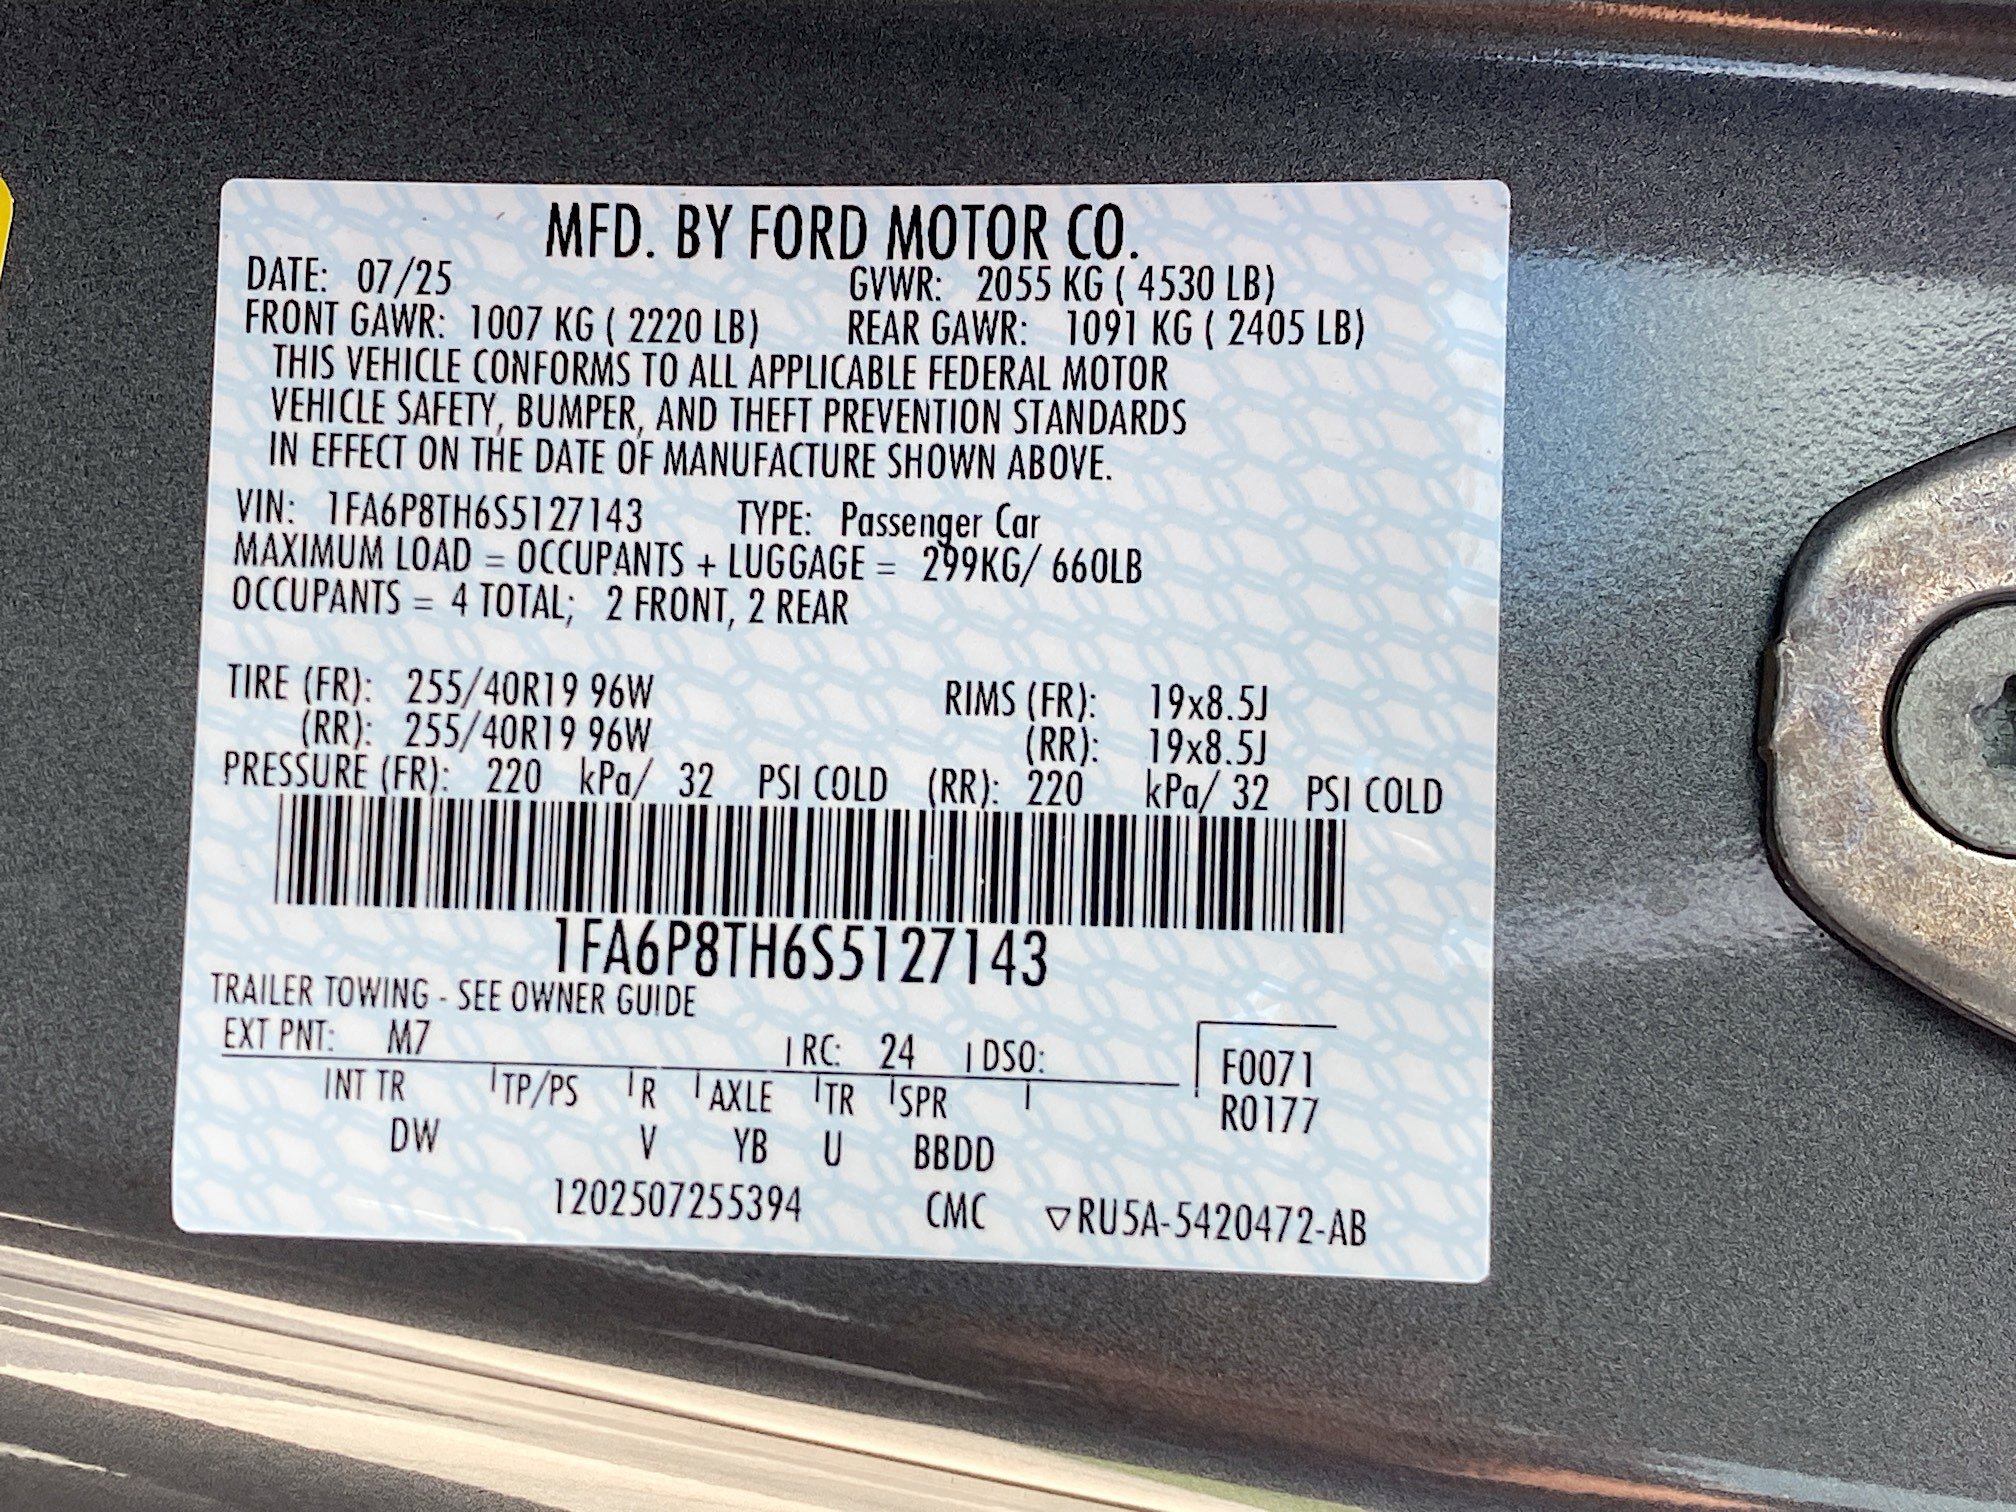 MFD. BY FORD MOTOR CO.
DATE: 07/25 GVWR: 2055 KG ( 4530 LB)
FRONT GAWR: 1007 KG ( 2220 LB) REAR GAWR: 1091 KG ( 2405 LB)
THIS VEHICLE CONFORMS TO ALL APPLICABLE FEDERAL MOTOR
VEHICLE SAFETY, BUMPER, AND THEFT PREVENTION STANDARDS
IN EFFECT ON THE DATE OF MANUFACTURE SHOWN ABOVE.
VIN: 1FA6P8TH6S5127143 TYPE: Passenger Car
MAXIMUM LOAD = OCCUPANTS + LUGGAGE = 299KG/ 660LB
OCCUPANTS = 4 TOTAL; 2 FRONT, 2 REAR
TIRE (FR): 255/40R19 96W RIMS (FR): 19x8.5J
(RR): 255/40R19 96W (RR): 19x8.5J
PRESSURE (FR): 220 kPa/ 32 PSI COLD (RR): 220 kPa/ 32 PSI COLD
1FA6P8TH6S5127143
TRAILER TOWING - SEE OWNER GUIDE
EXT PNT: M7 RC: 24 DSO: F0071
INT TR TP/PS R AXLE TR SPR R0177
DW V YB U BBDD
1202507255394 CMC ▽RU5A-5420472-AB